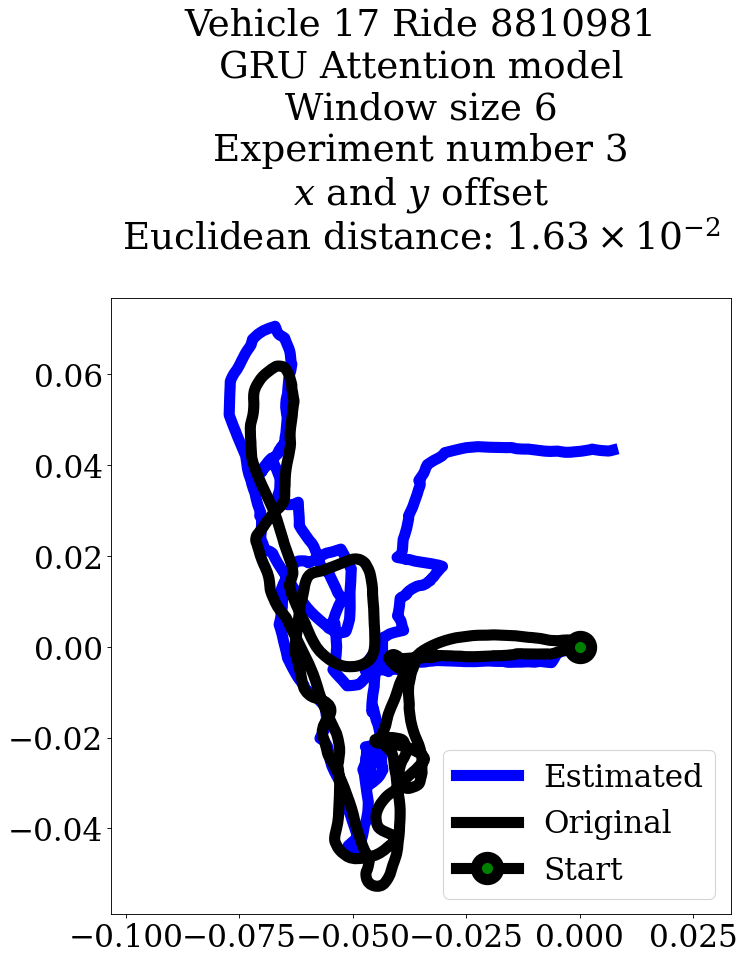 Vehicle 17 Ride 8810981
GRU Attention model
Window size 6
Experiment number 3
x and y offset
Euclidean distance: 1.63 × 10⁻²
0.06
0.04
0.02
0.00
−0.02
−0.04
Estimated
Original
Start
−0.100 −0.075 −0.050 −0.025 0.000 0.025